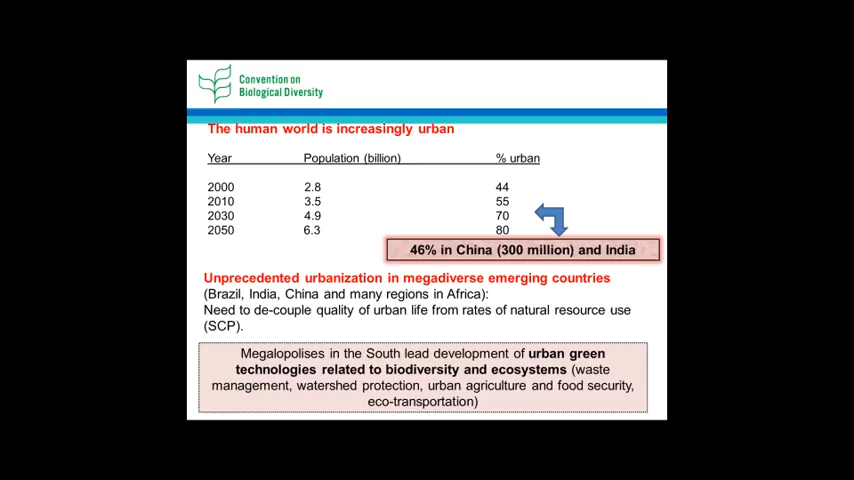 Convention on
Biological Diversity
The human world is increasingly urban
Year Population (billion) % urban
2000 2.8 44
2010 3.5 55
2030 4.9 70
2050 6.3 80
46% in China (300 million) and India
Unprecedented urbanization in megadiverse emerging countries
(Brazil, India, China and many regions in Africa):
Need to de-couple quality of urban life from rates of natural resource use
(SCP).
Megalopolises in the South lead development of urban green
technologies related to biodiversity and ecosystems (waste
management, watershed protection, urban agriculture and food security,
eco-transportation)